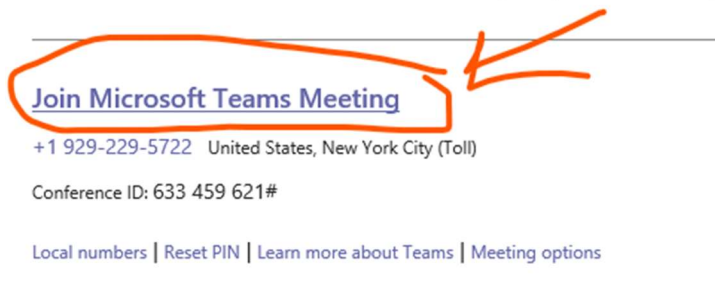 Join Microsoft Teams Meeting
+1 929-229-5722 United States, New York City (Toll)
Conference ID: 633 459 621#
Local numbers | Reset PIN | Learn more about Teams | Meeting options